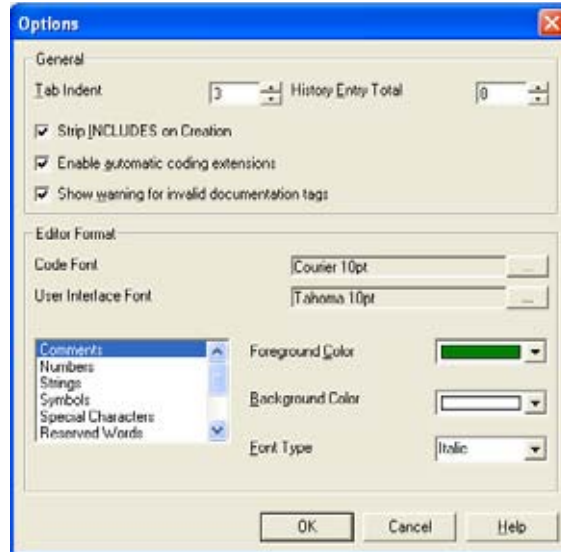 Options
General
Tab Indent 3 History Entry Total 0
Strip INCLUDES on Creation
Enable automatic coding extensions
Show warning for invalid documentation tags
Editor Format
Code Font Courier 10pt ...
User Interface Font Tahoma 10pt ...
Comments
Numbers
Strings
Symbols
Special Characters
Reserved Words
Foreground Color
Background Color
Font Type Italic
OK Cancel Help